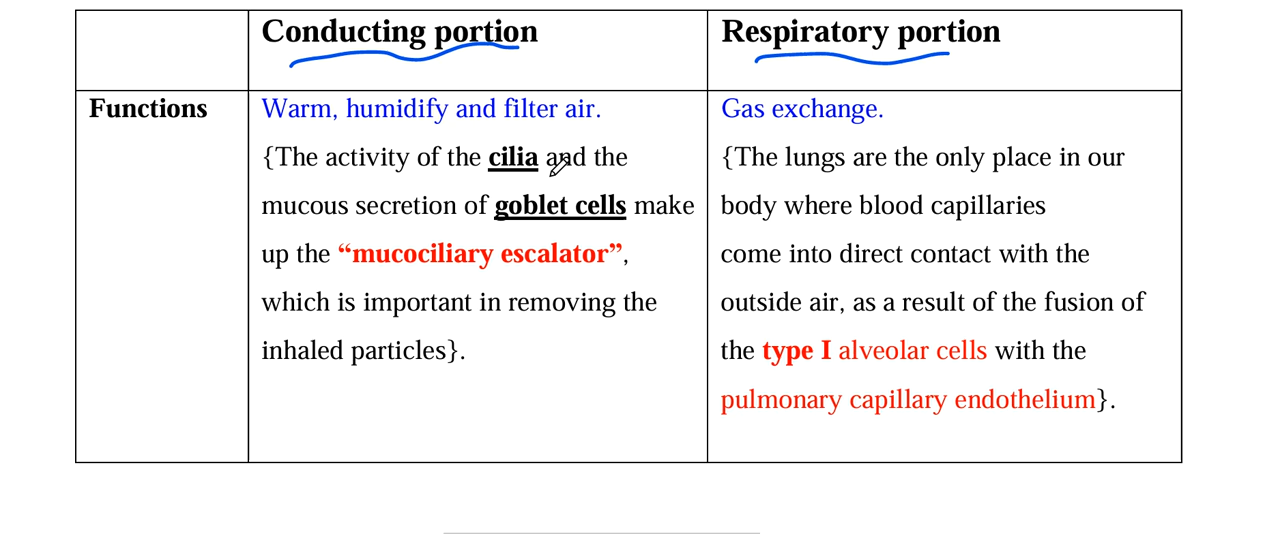 Conducting portion
Respiratory portion
Functions
Warm, humidify and filter air.
{The activity of the cilia and the
mucous secretion of goblet cells make
up the “mucociliary escalator”,
which is important in removing the
inhaled particles}.
Gas exchange.
{The lungs are the only place in our
body where blood capillaries
come into direct contact with the
outside air, as a result of the fusion of
the type I alveolar cells with the
pulmonary capillary endothelium}.